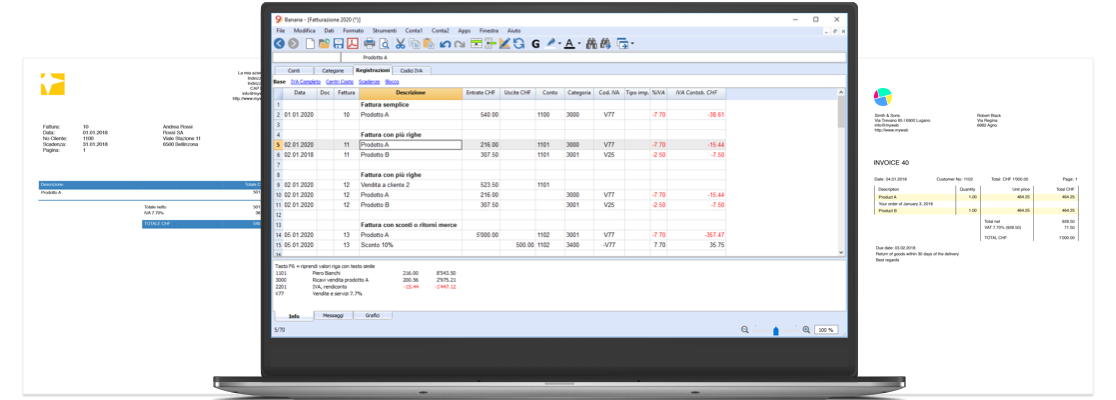 Banana - [Fatturazione 2020 (*)]
File Modifica Dati Formato Strumenti Conta1 Conta2 Apps Finestra Aiuto
G A
Prodotto A
Conti Categorie Registrazioni Codici IVA
Base IVA Completo Centri Costo Scadenze Blocco
Data Doc Fattura Descrizione Entrate CHF Uscite CHF Conto Categoria Cod. IVA Tipo imp. %IVA IVA Contab. CHF
1 Fattura semplice
2 01.01.2020 10 Prodotto A 540.00 1100 3000 V77 -7.70 -38.61
3
4 Fattura con più righe
5 02.01.2020 11 Prodotto A 216.00 1101 3000 V77 -7.70 -15.44
6 02.01.2018 11 Prodotto B 307.50 1101 3001 V25 -2.50 -7.50
7
8 Fattura con più righe
9 02.01.2020 12 Vendita a cliente 2 523.50 1101
10 02.01.2020 12 Prodotto A 216.00 3000 V77 -7.70 -15.44
11 02.01.2020 12 Prodotto B 307.50 3000 V77 -2.50 -7.50
12
13 Fattura con sconti o ritorni merce
14 05.01.2020 13 Prodotto A 5'000.00 1102 3001 V77 -7.70 -357.47
15 05.01.2020 13 Sconto 10% 500.00 1102 3400 -V77 7.70 35.75
16
Tasto F6 = riprendi valori riga con testo simile
1101 Piero Bianchi 216.00 8'543.50
3000 Ricavi vendita prodotto A 200.56 2'975.21
2201 IVA, rendiconto -15.44 -1'447.12
V77 Vendite e servizi 7.7%
Info Messaggi Grafici
5/70
100 %
La mia
http://www.my
Fattura: 10
Data: 01.01.2018
No Cliente: 1100
Scadenza: 31.01.2018
Pagina: 1
Andrea Rossi
Rossi SA
Viale Stazione 11
6500 Bellinzona
Descrizione Totale
Prodotto A
Totale netto
IVA 7.70%
TOTALE CHF
Smith & Sons
Via Trevano 85 I 6900 Lugano
info@myweb
http://www.myweb
Robert Black
Via Regina
6982 Agno
INVOICE 40
Date: 04.01.2018 Customer No: 1102 Total: CHF 1'000.00 Page: 1
Description Quantity Unit price Total CHF
Product A 1.00 464.25 464.25
Your order of January 3, 2018
Product B 1.00 464.25 464.25
Total net 928.50
VAT 7.70% (928.50) 71.50
TOTAL CHF 1'000.00
Due date: 03.02.2018
Return of goods within 30 days of the delivery
Best regards